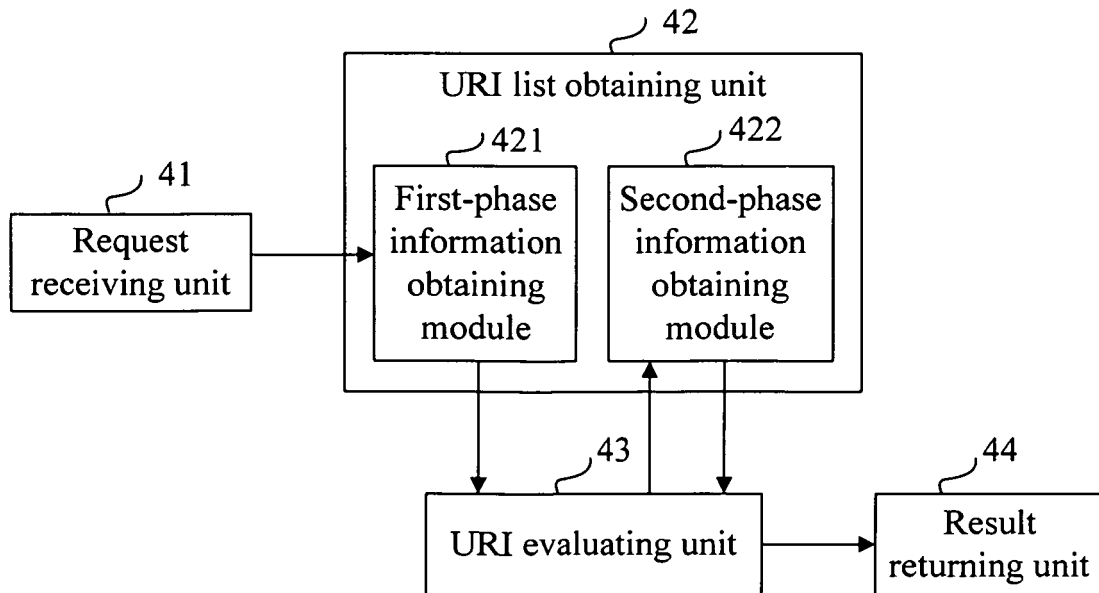 42
URI list obtaining unit
421
422
41
First-phase
information
obtaining
module
Second-phase
information
obtaining
module
Request
receiving unit
43
44
URI evaluating unit
Result
returning unit